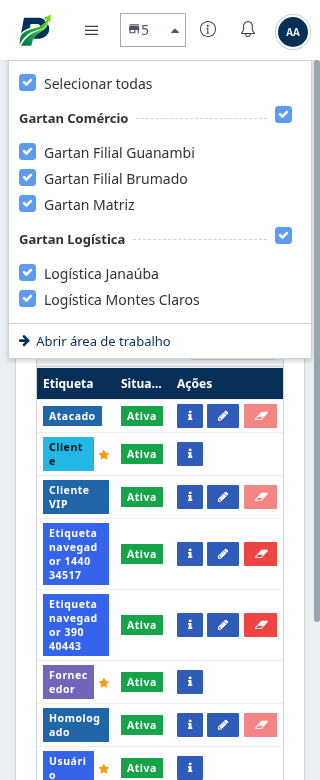 5
AA
Selecionar todas
Gartan Comércio
Gartan Filial Guanambi
Gartan Filial Brumado
Gartan Matriz
Gartan Logística
Logística Janaúba
Logística Montes Claros
Abrir área de trabalho
Etiqueta Situa... Ações
Atacado Ativa
Client
e
Ativa
Cliente
VIP
Ativa
Etiqueta
navegad
or 1440
34517
Ativa
Etiqueta
navegad
or 390
40443
Ativa
Fornec
edor
Ativa
Homolog
ado
Ativa
Usuári
o
Ativa